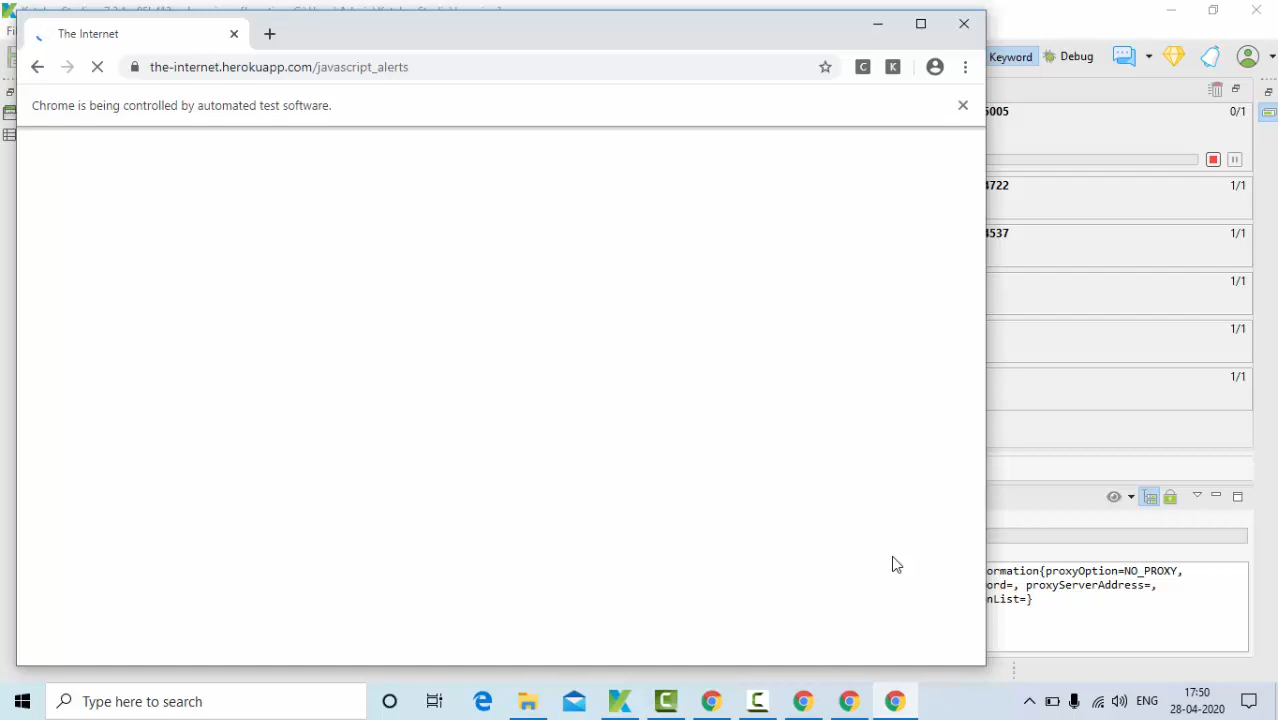 The Internet
the-internet.herokuapp.com/javascript_alerts
Chrome is being controlled by automated test software.
Keyword
Debug
5005
0/1
4722
1/1
4537
1/1
1/1
1/1
1/1
ormation{proxyOption=NO_PROXY,
ord=, proxyServerAddress=,
nList=}
Type here to search
ENG
17:50
28-04-2020